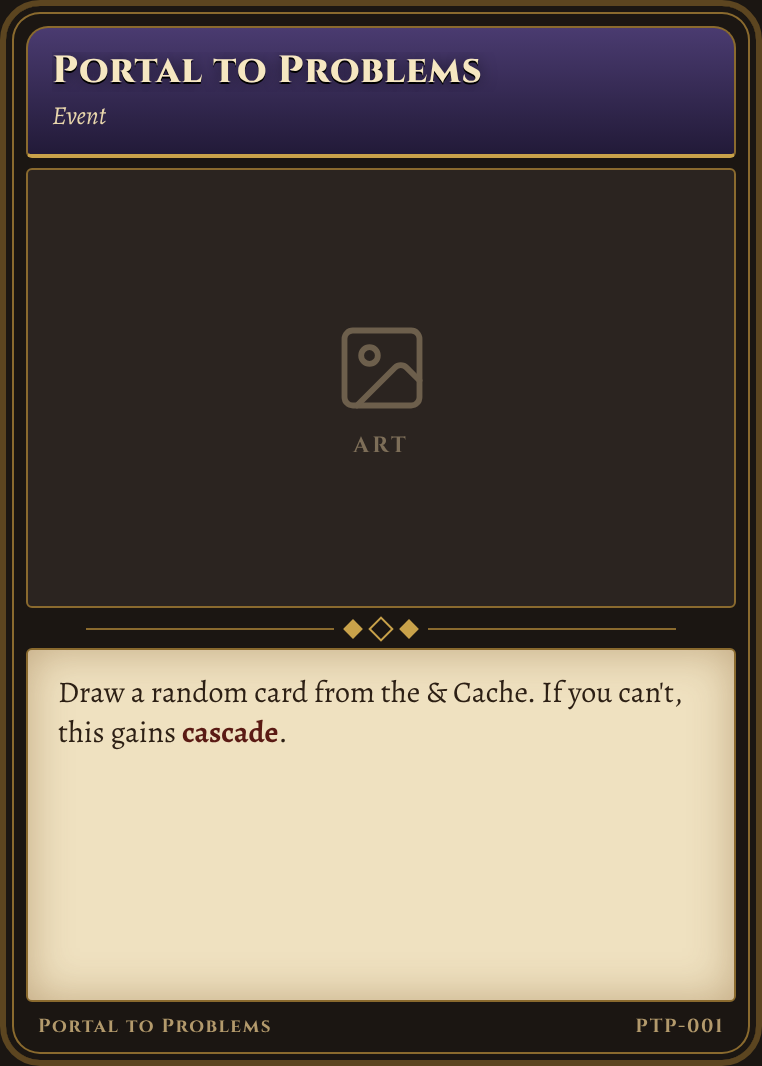 Portal to Problems
Event
ART
Draw a random card from the & Cache. If you can't,
this gains cascade.
Portal to Problems
PTP-001